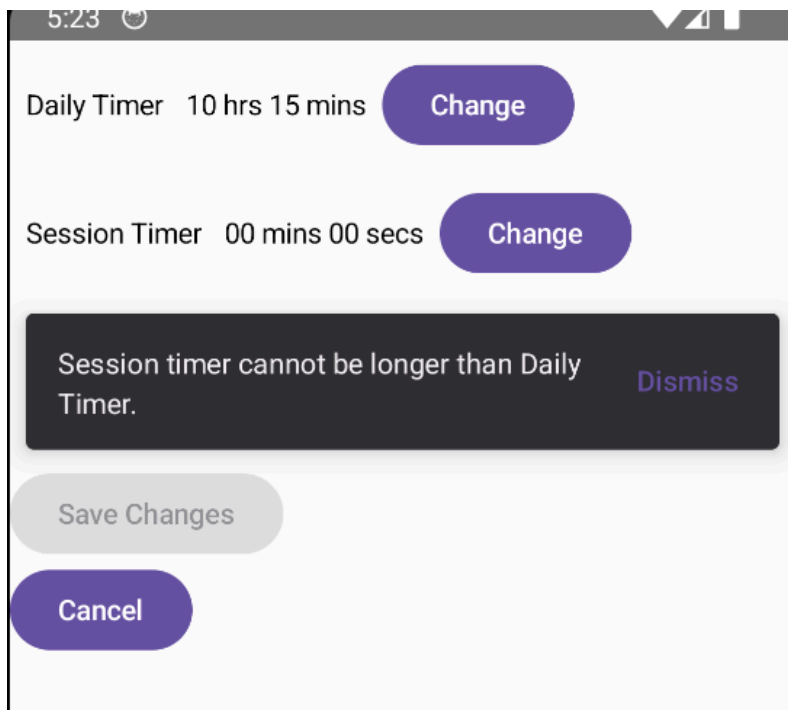 5:23
Daily Timer 10 hrs 15 mins Change
Session Timer 00 mins 00 secs Change
Session timer cannot be longer than Daily
Timer.
Dismiss
Save Changes
Cancel